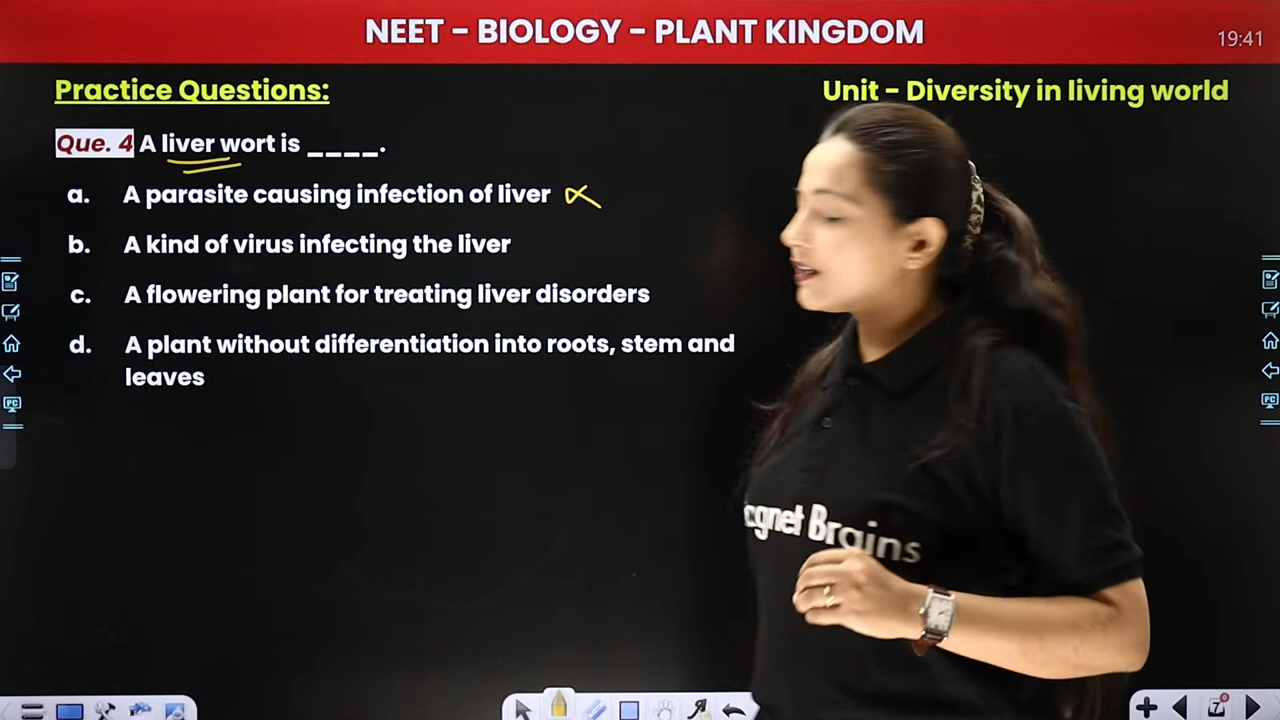 NEET - BIOLOGY - PLANT KINGDOM
19:41
Practice Questions:
Unit - Diversity in living world
Que. 4 A liver wort is ____.
a. A parasite causing infection of liver
b. A kind of virus infecting the liver
c. A flowering plant for treating liver disorders
d. A plant without differentiation into roots, stem and
leaves
Brains
PC
PC